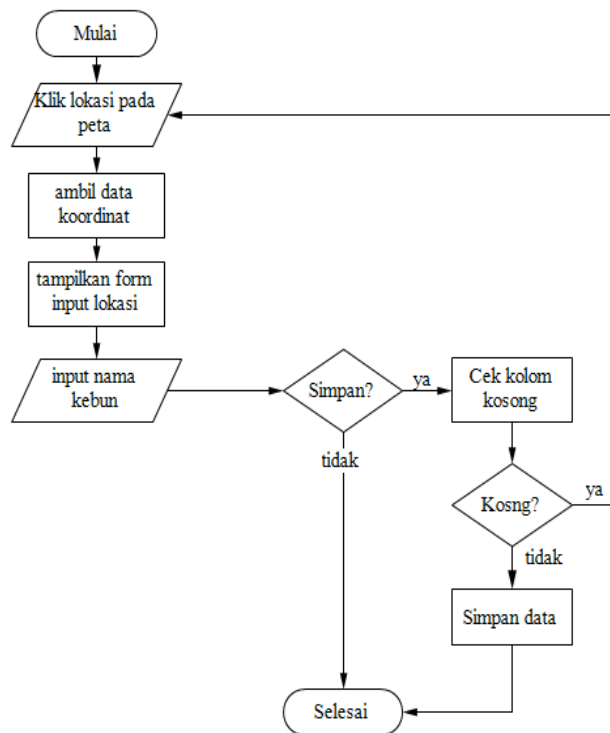 Mulai
Klik lokasi pada
peta
ambil data
koordinat
tampilkan form
input lokasi
input nama
kebun
Simpan?
ya
Cek kolom
kosong
tidak
Kosng?
ya
tidak
Simpan data
Selesai